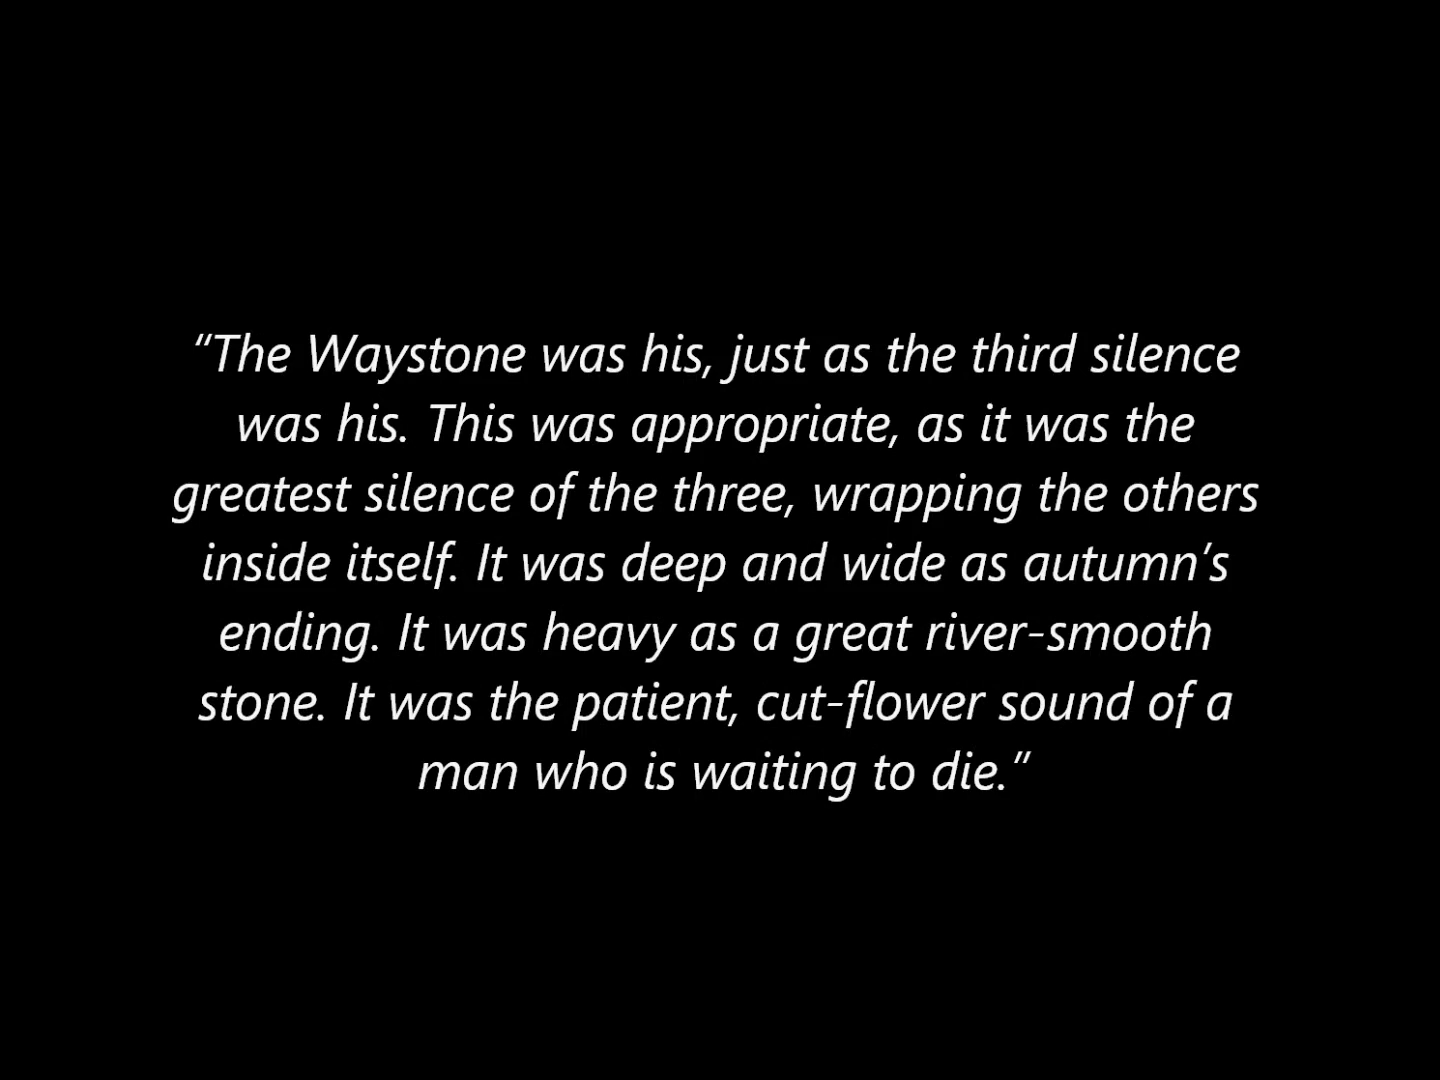 “The Waystone was his, just as the third silence
was his. This was appropriate, as it was the
greatest silence of the three, wrapping the others
inside itself. It was deep and wide as autumn’s
ending. It was heavy as a great river-smooth
stone. It was the patient, cut-flower sound of a
man who is waiting to die.”